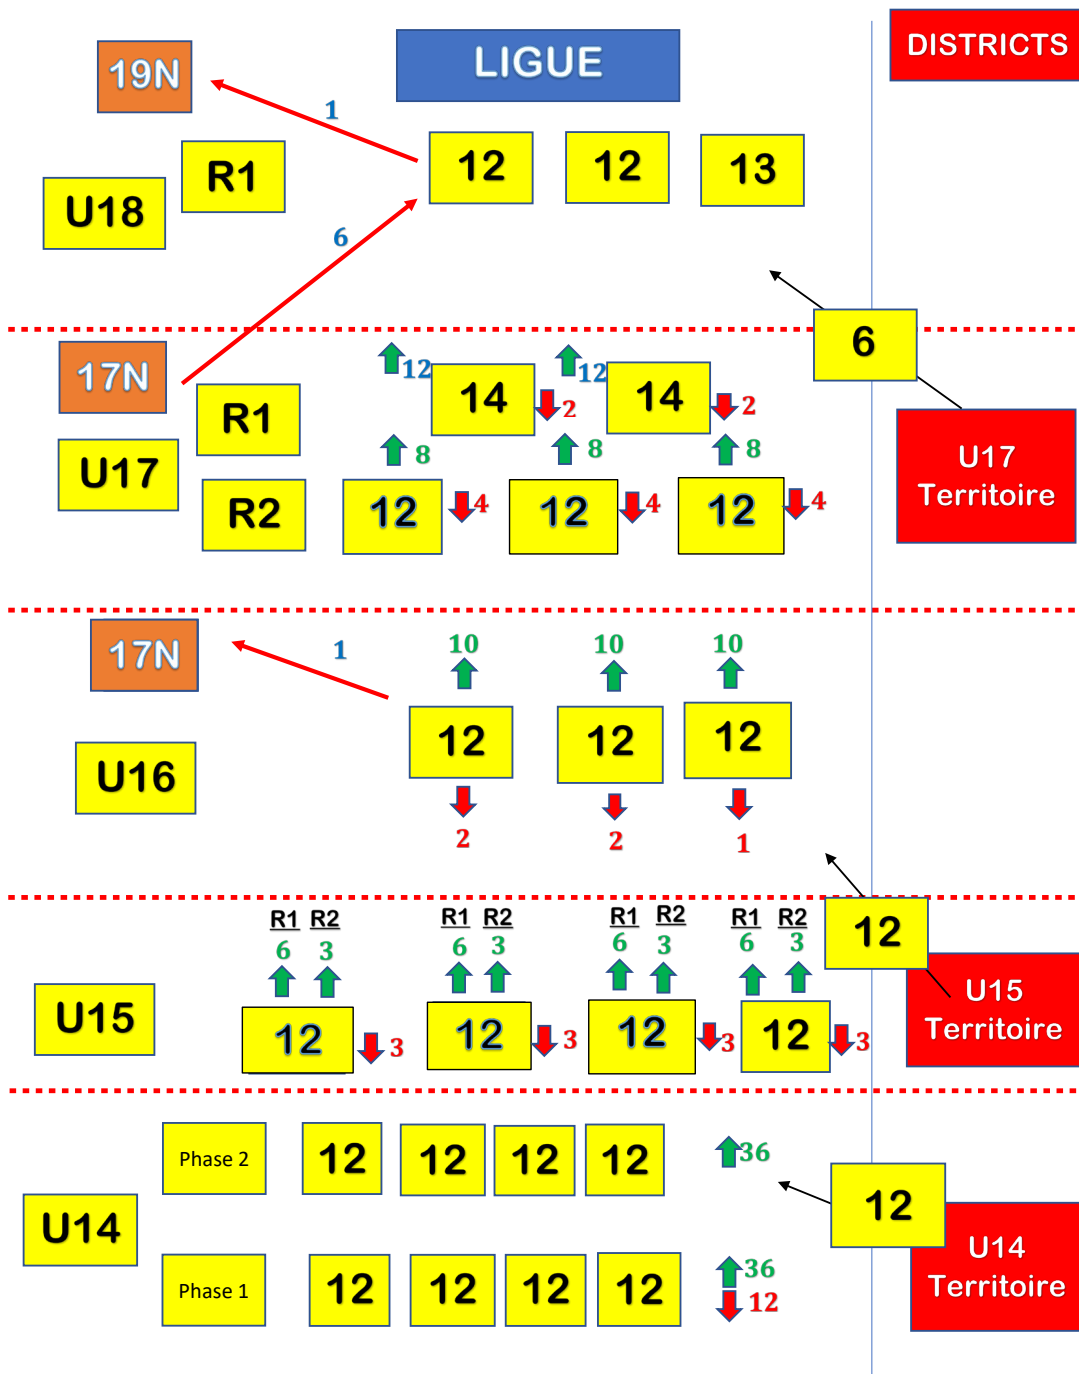 DISTRICTS
LIGUE
19N
1
12 12 13
R1
U18
6
6
17N
12 12
14 2 14 2
R1
8 8 8
U17
U17
Territoire
R2
12 4 12 4 12 4
17N
1
10 10 10
12 12 12
U16
2 2 1
R1 R2 R1 R2 R1 R2 R1 R2
6 3 6 3 6 3 6 3
12
U15
12 3 12 3 12 3 12 3
U15
Territoire
Phase 2
12 12 12 12
36
12
U14
U14
Territoire
Phase 1
12 12 12 12
36
12